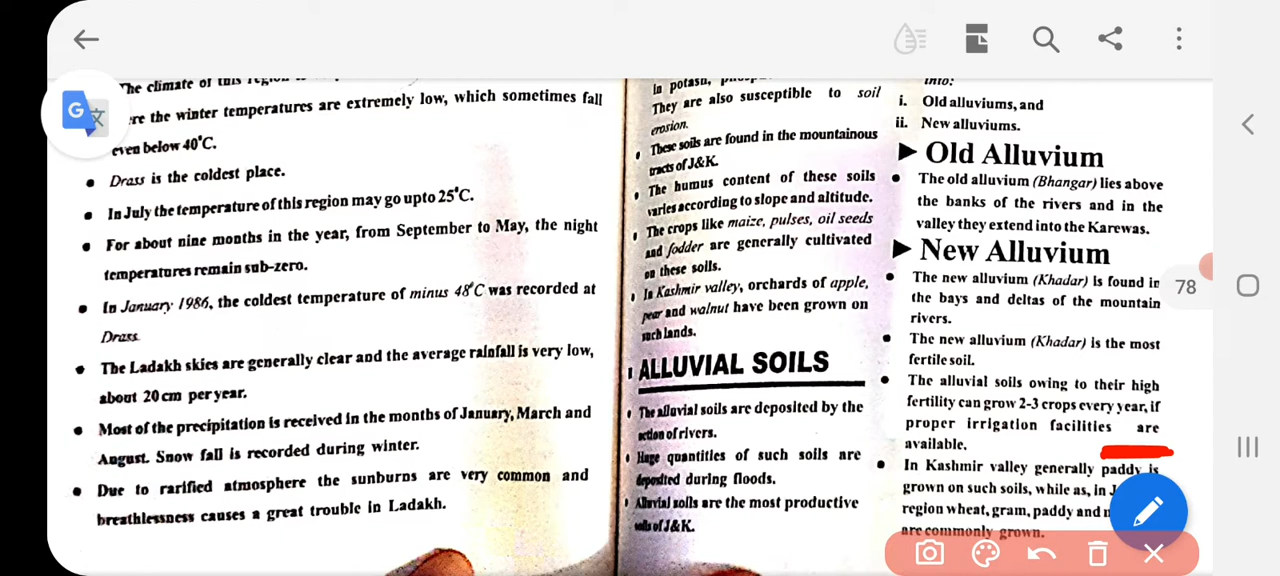 The climate of this region is
ere the winter temperatures are extremely low, which sometimes fall
even below 40°C.
• Drass is the coldest place.
• In July the temperature of this region may go upto 25°C.
• For about nine months in the year, from September to May, the night
temperatures remain sub-zero.
• In January 1986, the coldest temperature of minus 48°C was recorded at
Drass.
• The Ladakh skies are generally clear and the average rainfall is very low,
about 20 cm per year.
• Most of the precipitation is received in the months of January, March and
August. Snow fall is recorded during winter.
• Due to rarified atmosphere the sunburns are very common and
breathlessness causes a great trouble in Ladakh.
in potash,
They are also susceptible to soil
erosion.
These soils are found in the mountainous
tracts of J&K.
The humus content of these soils
varies according to slope and altitude.
The crops like maize, pulses, oil seeds
and fodder are generally cultivated
on these soils.
In Kashmir valley, orchards of apple,
pear and walnut have been grown on
such lands.
ALLUVIAL SOILS
The alluvial soils are deposited by the
action of rivers.
Huge quantities of such soils are
deposited during floods.
Alluvial soils are the most productive
soils of J&K.
into:
i. Old alluviums, and
ii. New alluviums.
► Old Alluvium
• The old alluvium (Bhangar) lies above
the banks of the rivers and in the
valley they extend into the Karewas.
► New Alluvium
• The new alluvium (Khadar) is found in
the bays and deltas of the mountain
rivers.
• The new alluvium (Khadar) is the most
fertile soil.
• The alluvial soils owing to their high
fertility can grow 2-3 crops every year, if
proper irrigation facilities are
available.
• In Kashmir valley generally paddy is
grown on such soils, while as, in J
region wheat, gram, paddy and
are commonly grown.
78
G